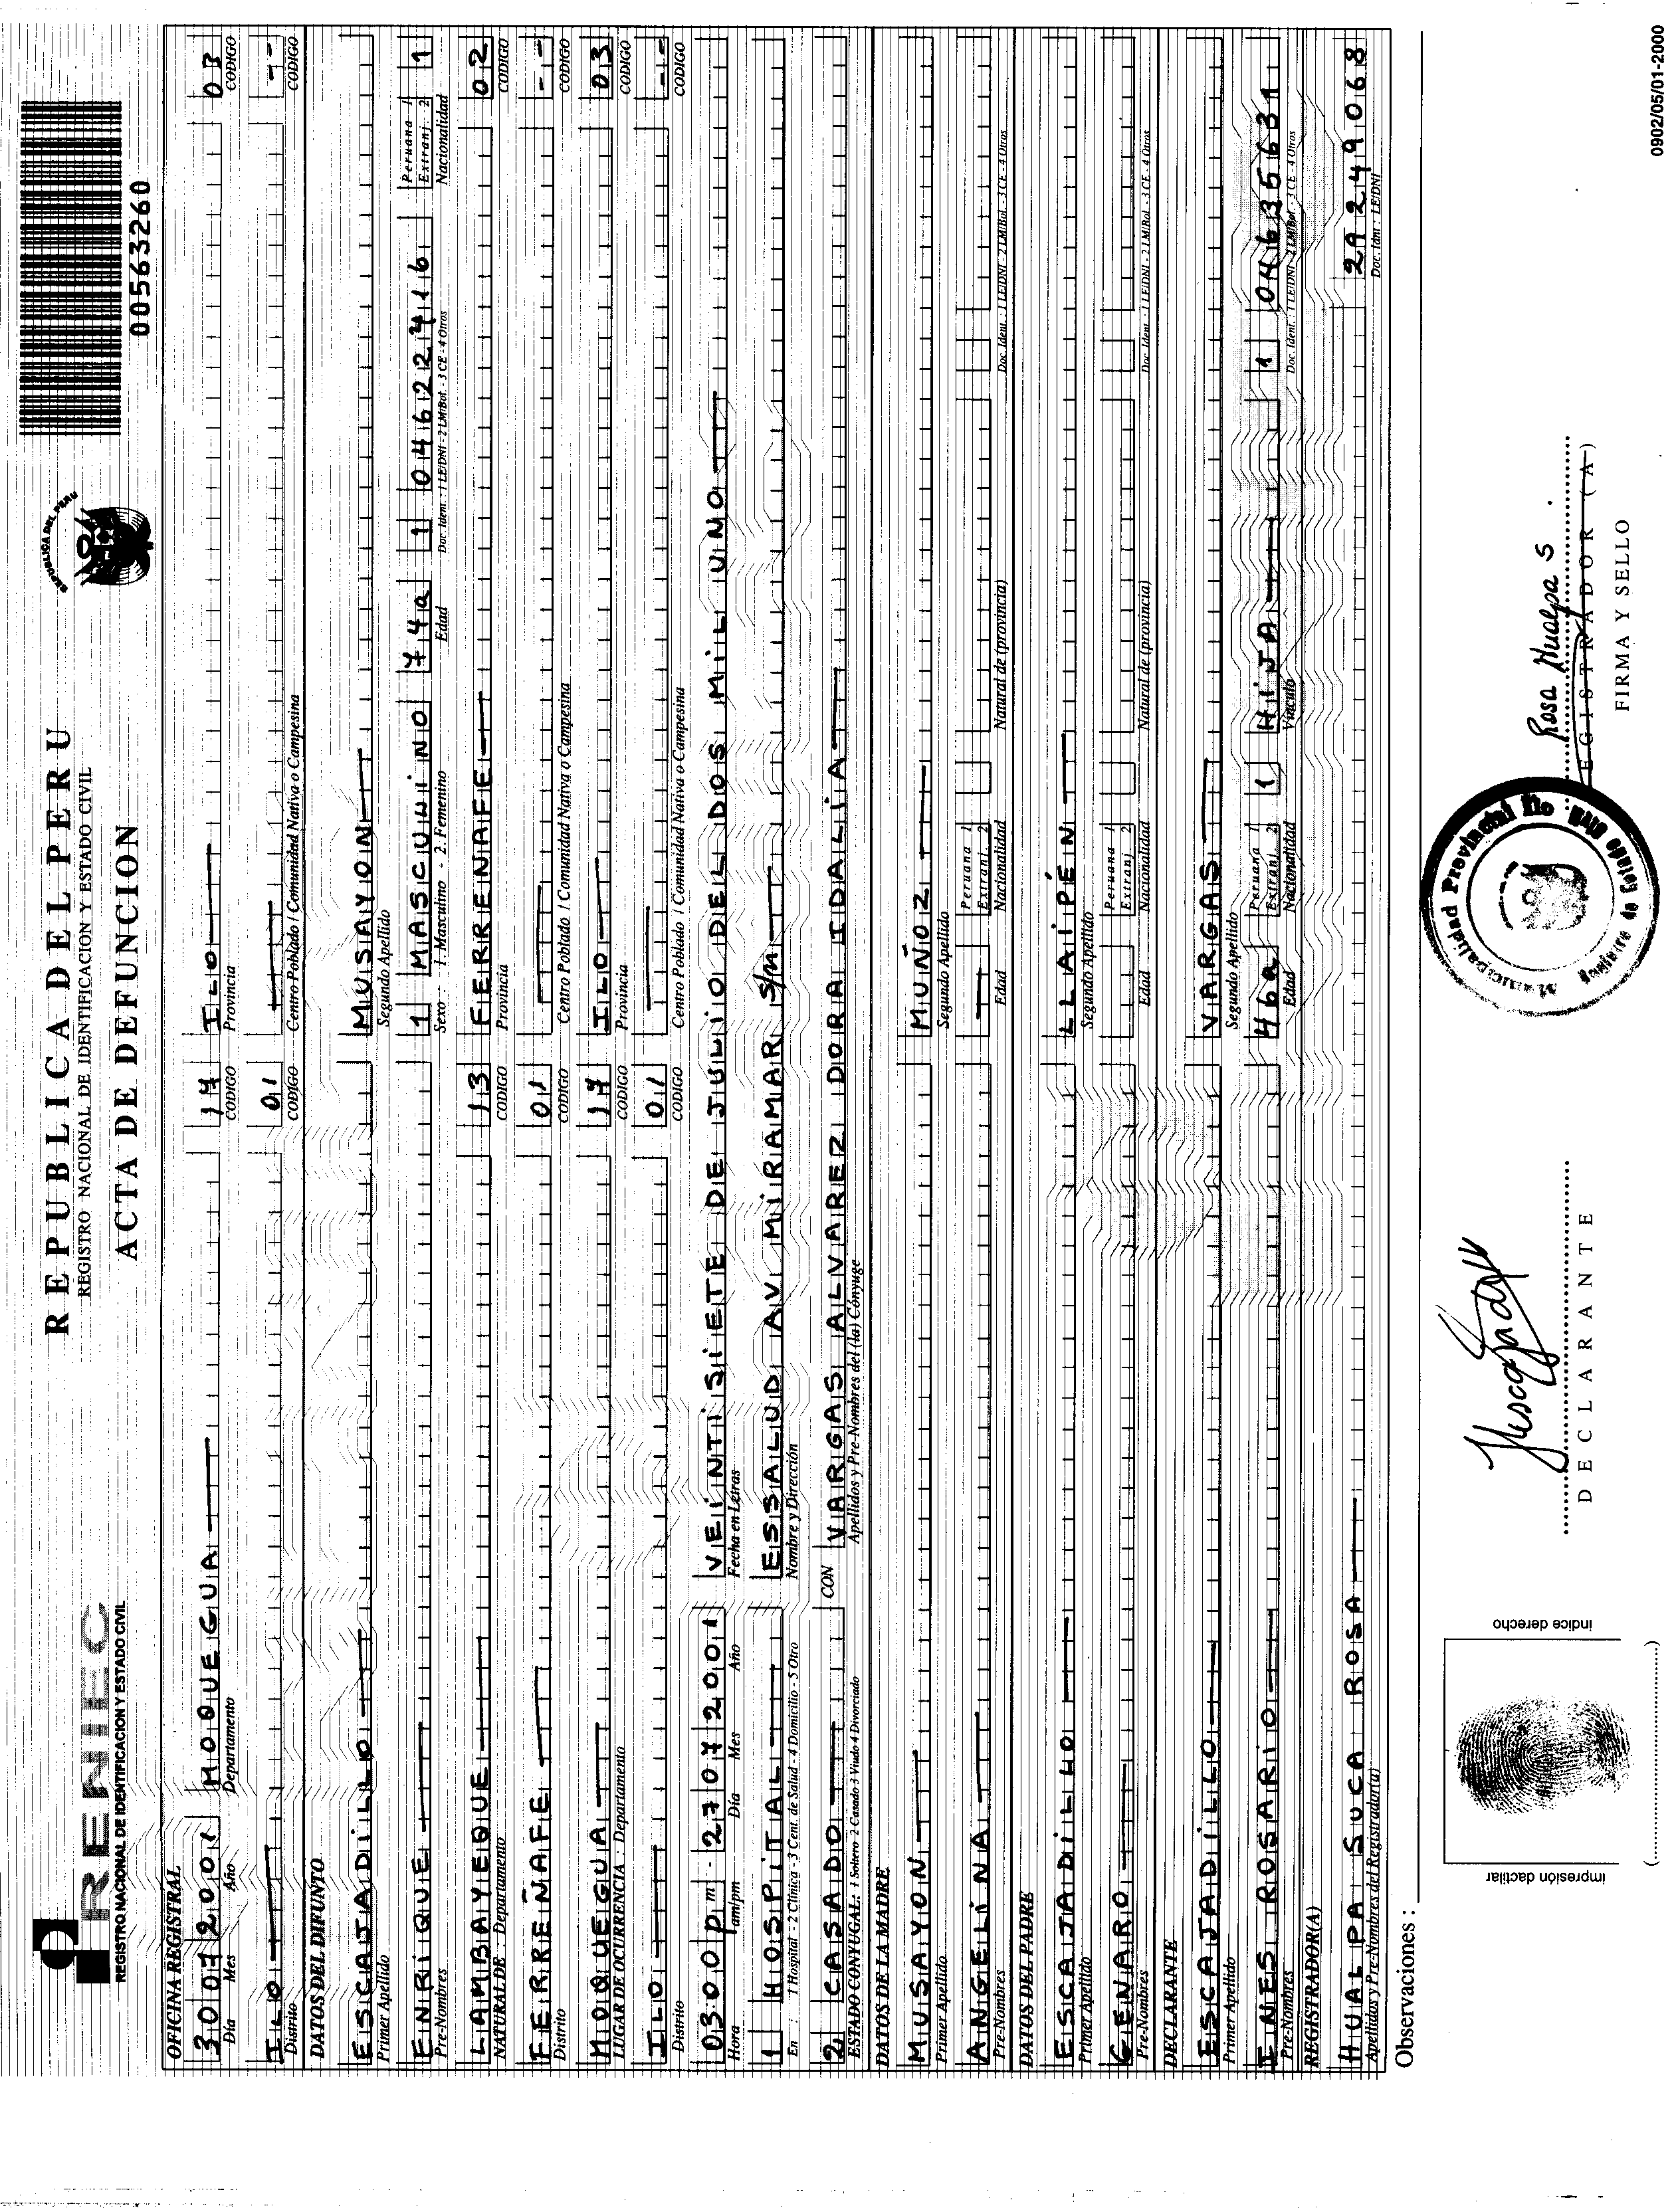 RENIEC
REGISTRO NACIONAL DE IDENTIFICACION Y ESTADO CIVIL
REPUBLICA DEL PERU
REGISTRO NACIONAL DE IDENTIFICACION Y ESTADO CIVIL
ACTA DE DEFUNCION
REPUBLICA DEL PERU
00563260
OFICINA REGISTRAL
30 07 2001 MOQUEGUA 17 ILO 03
Día Mes Año Departamento CODIGO Provincia CODIGO
ILO 01 --
Distrito CODIGO Centro Poblado / Comunidad Nativa o Campesina CODIGO
DATOS DEL DIFUNTO
ESCAJADILLO MUSAYON
Primer Apellido Segundo Apellido
ENRIQUE 1 MASCULINO 74a 1 04622416 Peruana 1 Extranj. 2 1
Pre-Nombres Sexo : 1. Masculino - 2. Femenino Edad Doc. Ident. : 1 LE/DNI - 2 LM/Bol. - 3 CE - 4 Otros Nacionalidad
LAMBAYEQUE 13 FERRENAFE 02
NATURAL DE : Departamento CODIGO Provincia CODIGO
FERREÑAFE 01 --
Distrito CODIGO Centro Poblado / Comunidad Nativa o Campesina CODIGO
MOQUEGUA 17 ILO 03
LUGAR DE OCURRENCIA : Departamento CODIGO Provincia CODIGO
ILO 01 --
Distrito CODIGO Centro Poblado / Comunidad Nativa o Campesina CODIGO
03:00 pm - 27 07 2001 VEINTISIETE DE JULIO DEL DOS MIL UNO
Hora am/pm Día Mes Año Fecha en Letras
1 HOSPITAL ESSALUD AV MIRAMAR S/N
En : 1 Hospital - 2 Clínica - 3 Cent. de Salud - 4 Domicilio - 5 Otro Nombre y Dirección
2 CASADO CON VARGAS ALVAREZ DORA IDALIA
ESTADO CONYUGAL: 1 Soltero 2 Casado 3 Viudo 4 Divorciado Apellidos y Pre-Nombres del (la) Cónyuge
DATOS DE LA MADRE
MUSAYON MUÑOZ
Primer Apellido Segundo Apellido
ANGELINA Peruana 1 Extranj. 2
Pre-Nombres Edad Nacionalidad Natural de (provincia) Doc. Ident. : 1 LE/DNI - 2 LM/Bol. - 3 CE - 4 Otros
DATOS DEL PADRE
ESCAJADILLO LLAIPÉN
Primer Apellido Segundo Apellido
GENARO Peruana 1 Extranj. 2
Pre-Nombres Edad Nacionalidad Natural de (provincia) Doc. Ident. : 1 LE/DNI - 2 LM/Bol. - 3 CE - 4 Otros
DECLARANTE
ESCAJADILLO VARGAS
Primer Apellido Segundo Apellido
INES ROSARIO 46a Peruana 1 Extranj. 2 1 HIJA 1 04635631
Pre-Nombres Edad Nacionalidad Vínculo Doc. Ident. : 1 LE/DNI - 2 LM/Bol. - 3 CE - 4 Otros
REGISTRADOR(A)
HUALPA SUCA ROSA 29249068
Apellidos y Pre-Nombres del Registrador(a) Doc. Idnt : LE/DNI
Observaciones :
impresión dactilar
índice derecho
DECLARANTE
Municipalidad Provincial Ilo
Rosa Hualpa S.
REGISTRADOR (A)
FIRMA Y SELLO
0902/05/01-2000